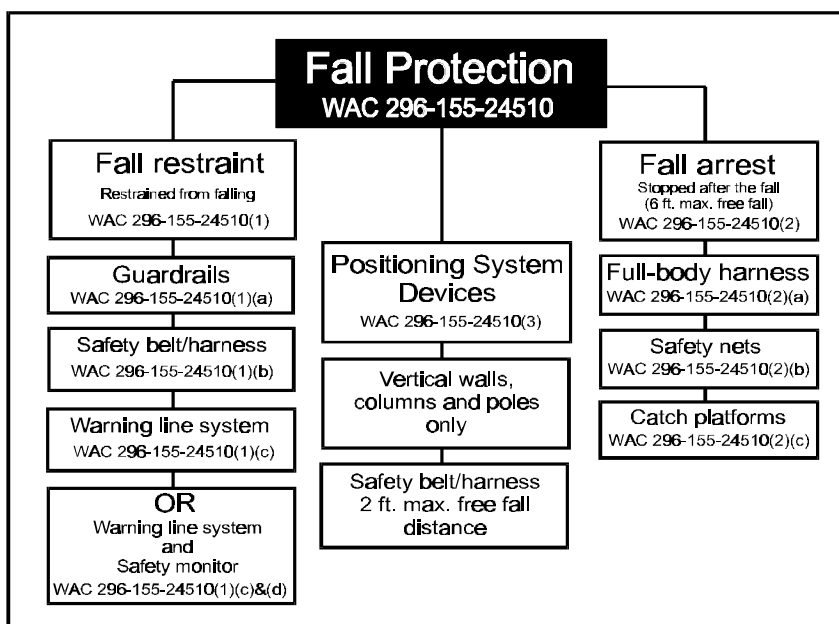 Fall Protection
WAC 296-155-24510
Fall restraint
Restrained from falling
WAC 296-155-24510(1)
Guardrails
WAC 296-155-24510(1)(a)
Safety belt/harness
WAC 296-155-24510(1)(b)
Warning line system
WAC 296-155-24510(1)(c)
OR
Warning line system
and
Safety monitor
WAC 296-155-24510(1)(c)&(d)
Positioning System
Devices
WAC 296-155-24510(3)
Vertical walls,
columns and poles
only
Safety belt/harness
2 ft. max. free fall
distance
Fall arrest
Stopped after the fall
(6 ft. max. free fall)
WAC 296-155-24510(2)
Full-body harness
WAC 296-155-24510(2)(a)
Safety nets
WAC 296-155-24510(2)(b)
Catch platforms
WAC 296-155-24510(2)(c)